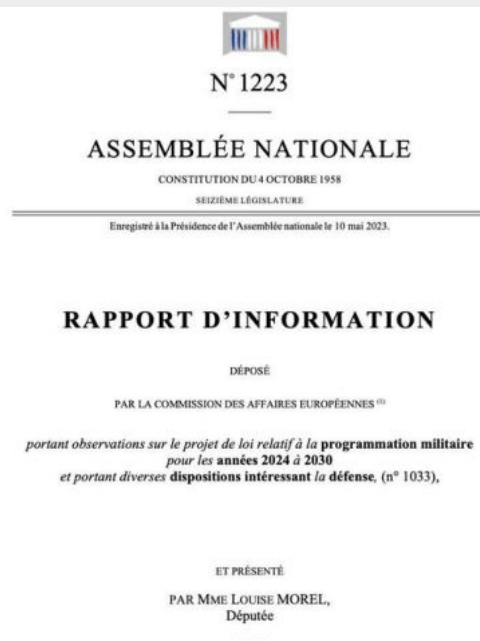 N° 1223
ASSEMBLÉE NATIONALE
CONSTITUTION DU 4 OCTOBRE 1958
SEIZIÈME LÉGISLATURE
Enregistré à la Présidence de l'Assemblée nationale le 10 mai 2023.
RAPPORT D'INFORMATION
DÉPOSÉ
PAR LA COMMISSION DES AFFAIRES EUROPÉENNES (1)
portant observations sur le projet de loi relatif à la programmation militaire
pour les années 2024 à 2030
et portant diverses dispositions intéressant la défense, (n° 1033),
ET PRÉSENTÉ
PAR MME LOUISE MOREL,
Députée